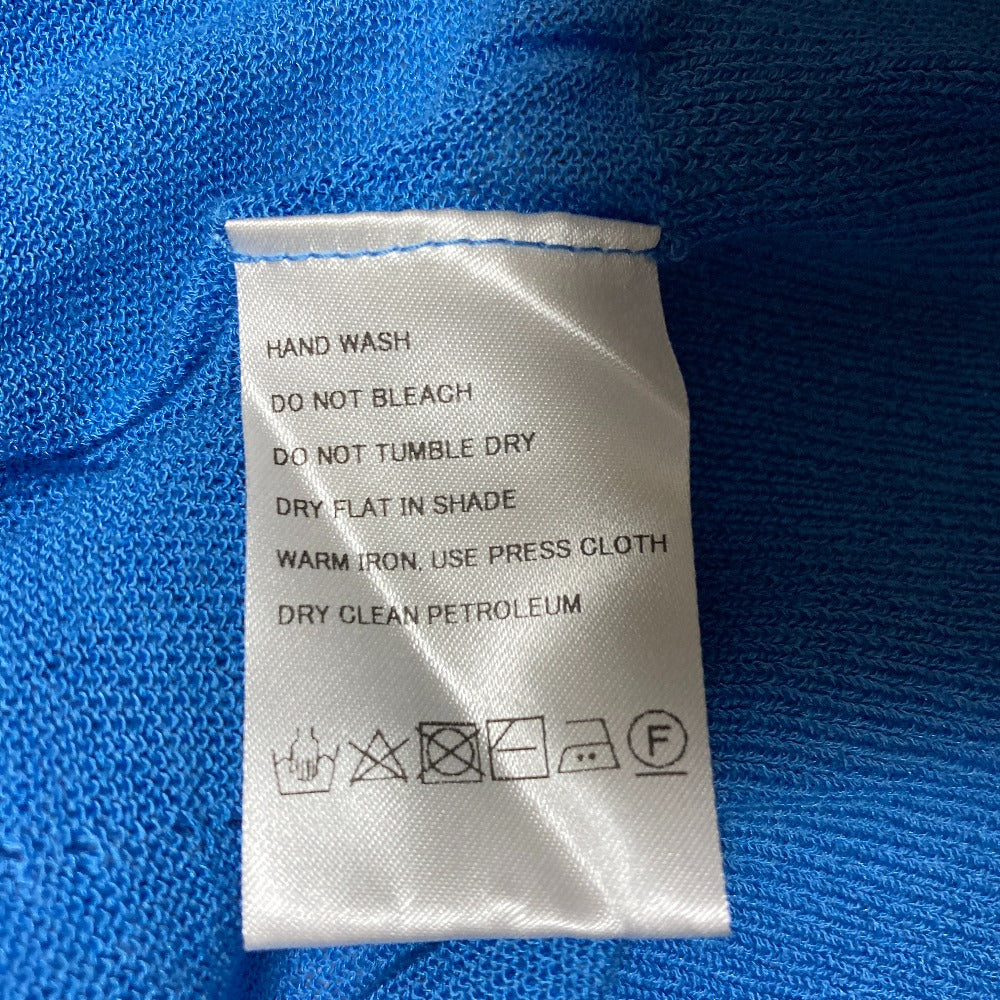 HAND WASH
DO NOT BLEACH
DO NOT TUMBLE DRY
DRY FLAT IN SHADE
WARM IRON, USE PRESS CLOTH
DRY CLEAN PETROLEUM
F